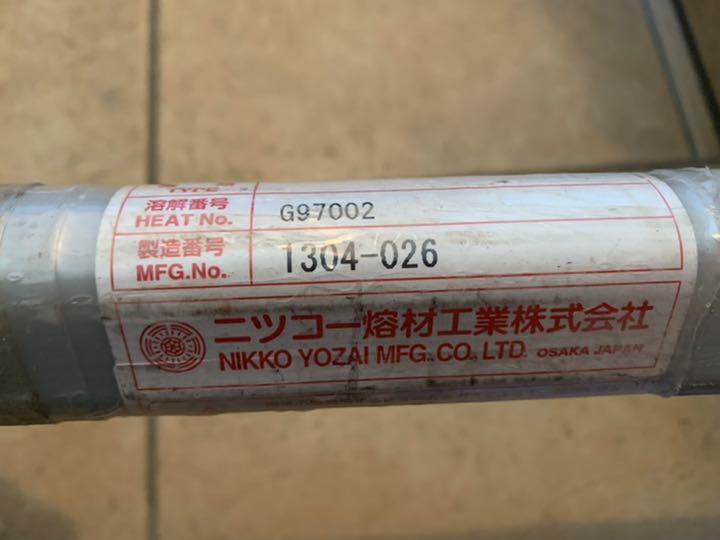 TYPE
溶解番号
HEAT No.
G97002
製造番号
MFG.No.
1304-026
ニツコー熔材工業株式会社
NIKKO YOZAI MFG. CO., LTD. OSAKA JAPAN